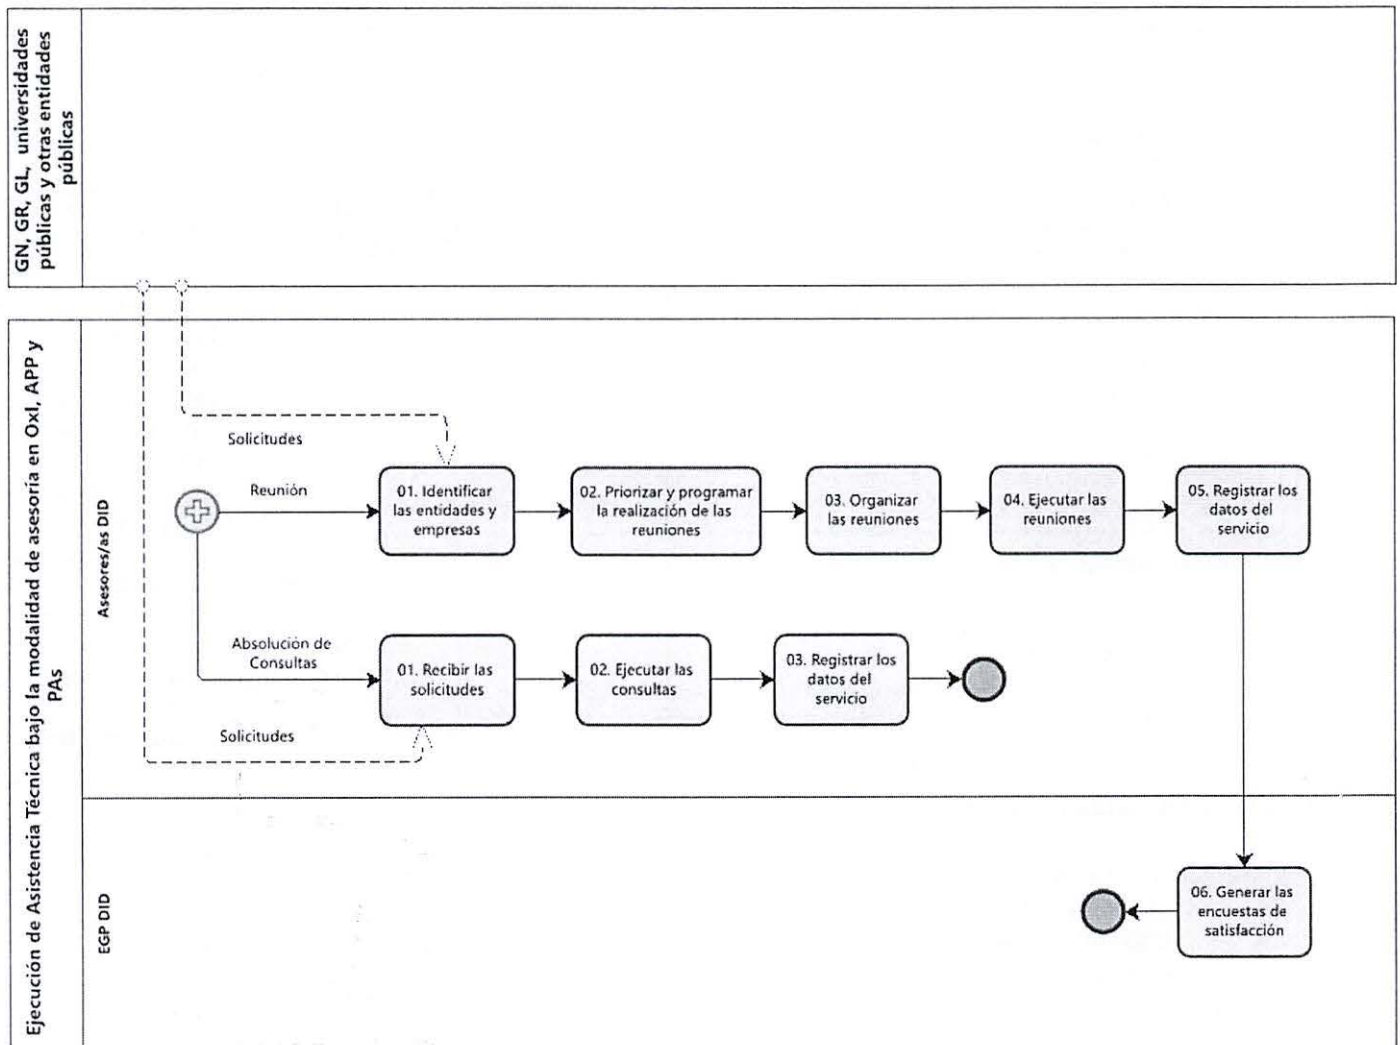 GN, GR, GL, universidades
públicas y otras entidades
públicas
Ejecución de Asistencia Técnica bajo la modalidad de asesoría en OxI, APP y
PAs
Asesores/as DID
Solicitudes
Reunión
01. Identificar
las entidades y
empresas
02. Priorizar y programar
la realización de las
reuniones
03. Organizar
las reuniones
04. Ejecutar las
reuniones
05. Registrar los
datos del
servicio
Absolución de
Consultas
01. Recibir las
solicitudes
02. Ejecutar las
consultas
03. Registrar los
datos del
servicio
Solicitudes
EGP DID
06. Generar las
encuestas de
satisfacción